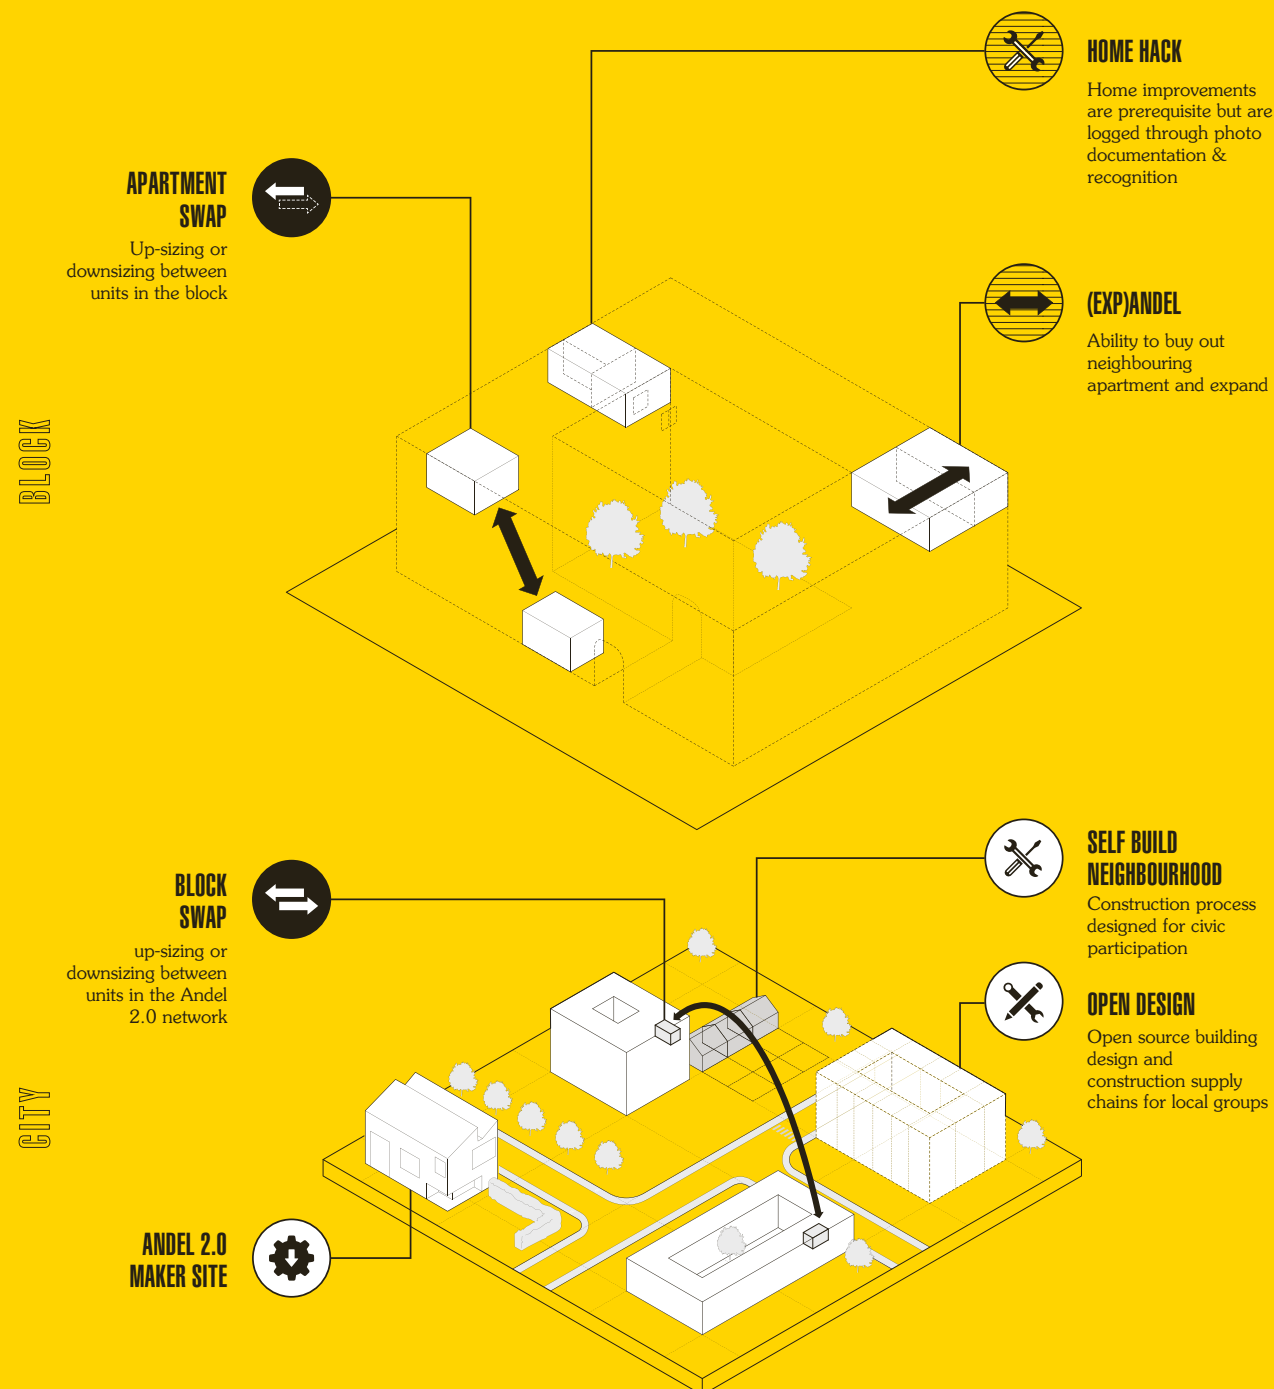 HOME HACK
Home improvements
are prerequisite but are
logged through photo
documentation &
recognition
APARTMENT
SWAP
Up-sizing or
downsizing between
units in the block
(EXP)ANDEL
Ability to buy out
neighbouring
apartment and expand
BLOCK
SELF BUILD
NEIGHBOURHOOD
Construction process
designed for civic
participation
BLOCK
SWAP
up-sizing or
downsizing between
units in the Andel
2.0 network
OPEN DESIGN
Open source building
design and
construction supply
chains for local groups
CITY
ANDEL 2.0
MAKER SITE